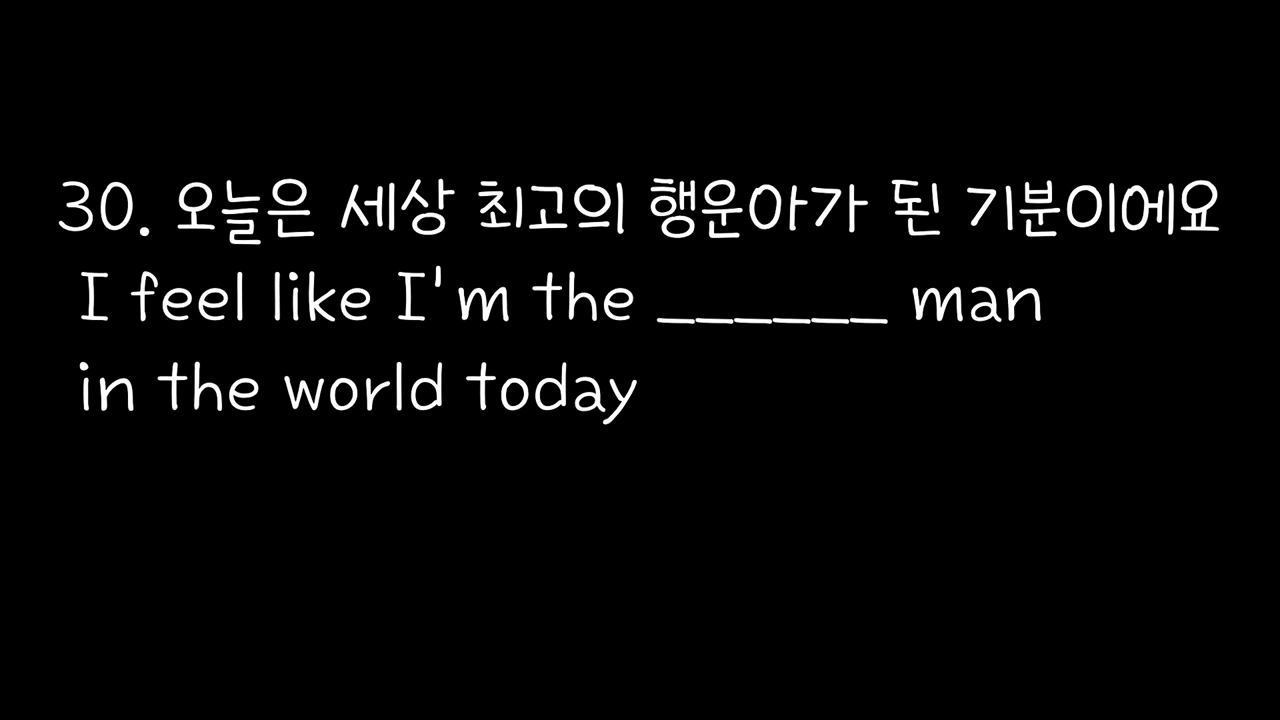 30. 오늘은 세상 최고의 행운아가 된 기분이에요
I feel like I'm the ______ man
in the world today